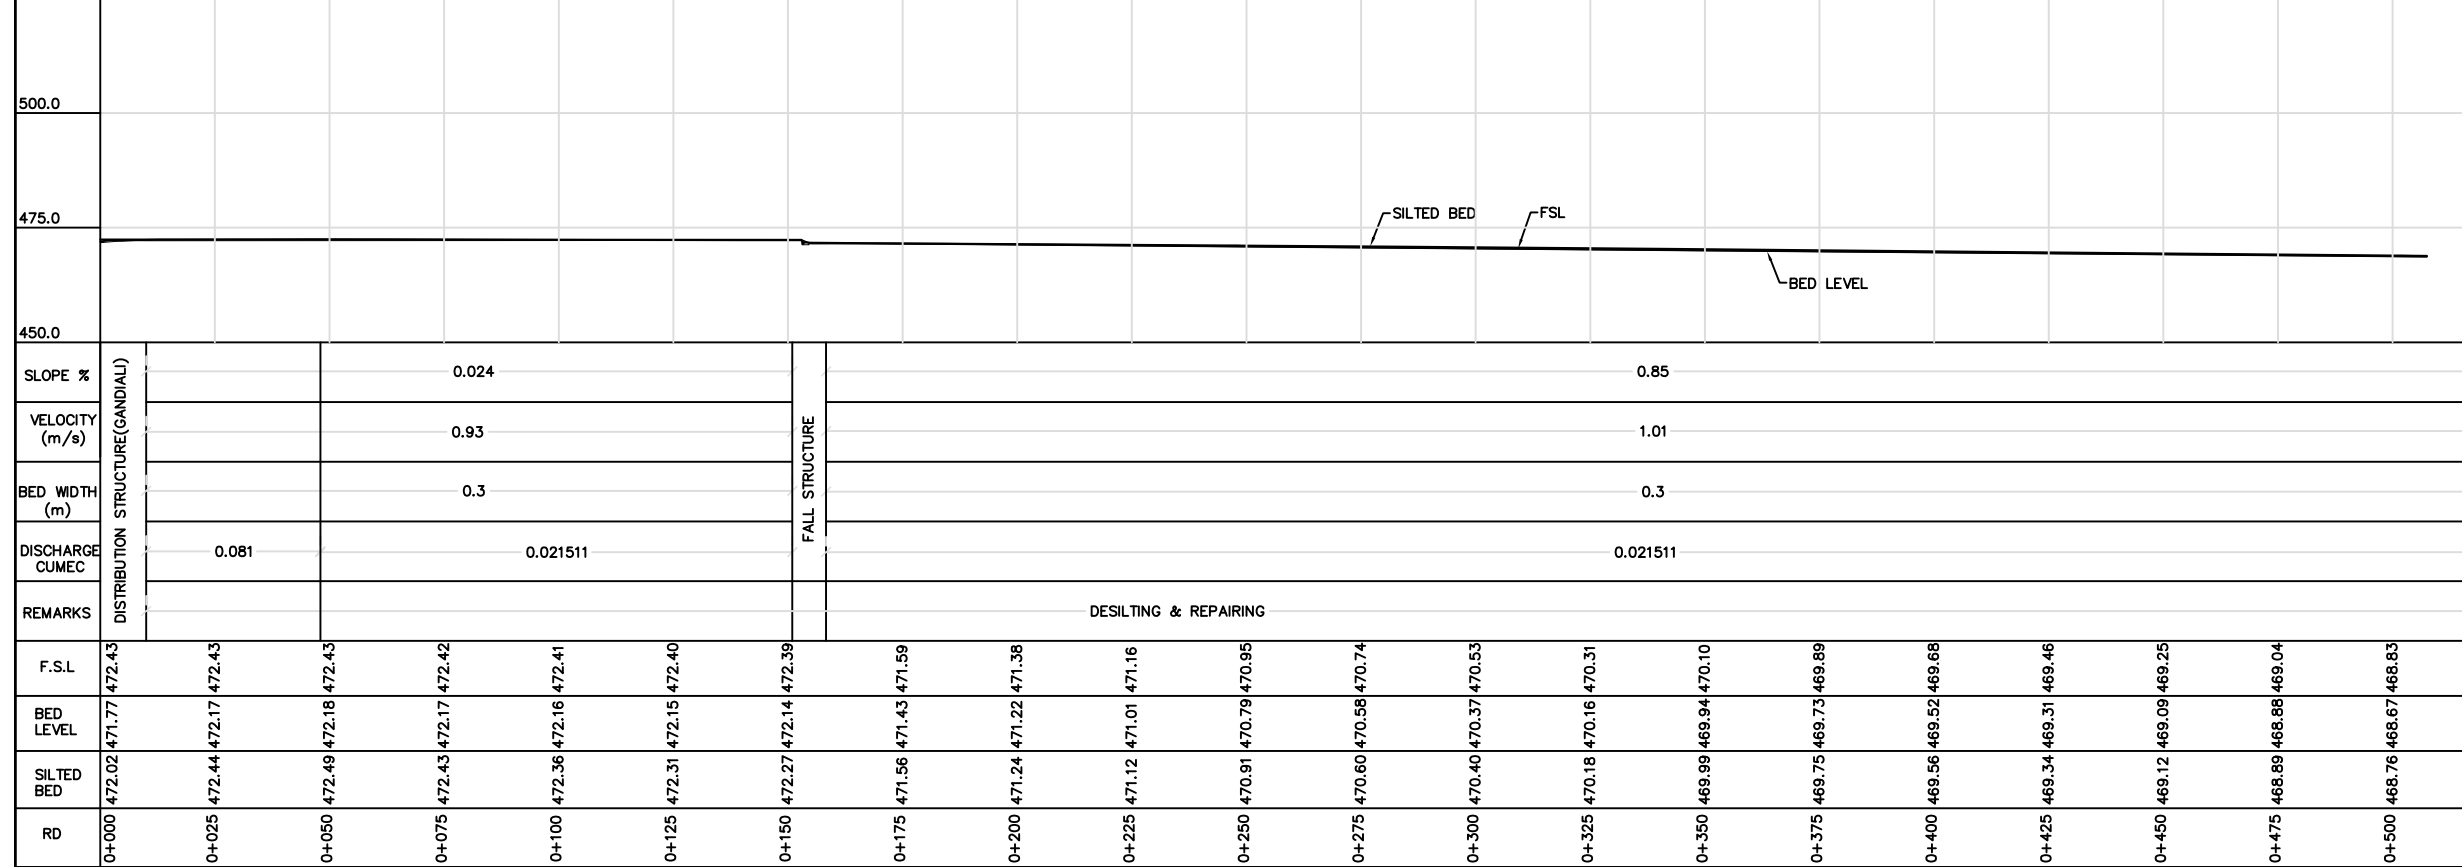 500.0
475.0
450.0
SILTED BED
FSL
BED LEVEL
SLOPE %
0.024
0.85
VELOCITY
(m/s)
0.93
1.01
BED WIDTH
(m)
0.3
0.3
DISCHARGE
CUMEC
0.081
0.021511
0.021511
REMARKS
DESILTING & REPAIRING
DISTRIBUTION STRUCTURE(GANDIALI)
FALL STRUCTURE
F.S.L
472.43 472.43 472.43 472.42 472.41 472.40 472.39 471.59 471.38 471.16 470.95 470.74 470.53 470.31 470.10 469.89 469.68 469.46 469.25 469.04 468.83
BED
LEVEL
471.77 472.17 472.18 472.17 472.16 472.15 472.14 471.43 471.22 471.01 470.79 470.58 470.37 470.16 469.94 469.73 469.52 469.31 469.09 468.88 468.67
SILTED
BED
472.02 472.44 472.49 472.43 472.36 472.31 472.27 471.56 471.24 471.12 470.91 470.60 470.40 470.18 469.99 469.75 469.56 469.34 469.12 468.89 468.76
RD
0+000 0+025 0+050 0+075 0+100 0+125 0+150 0+175 0+200 0+225 0+250 0+275 0+300 0+325 0+350 0+375 0+400 0+425 0+450 0+475 0+500